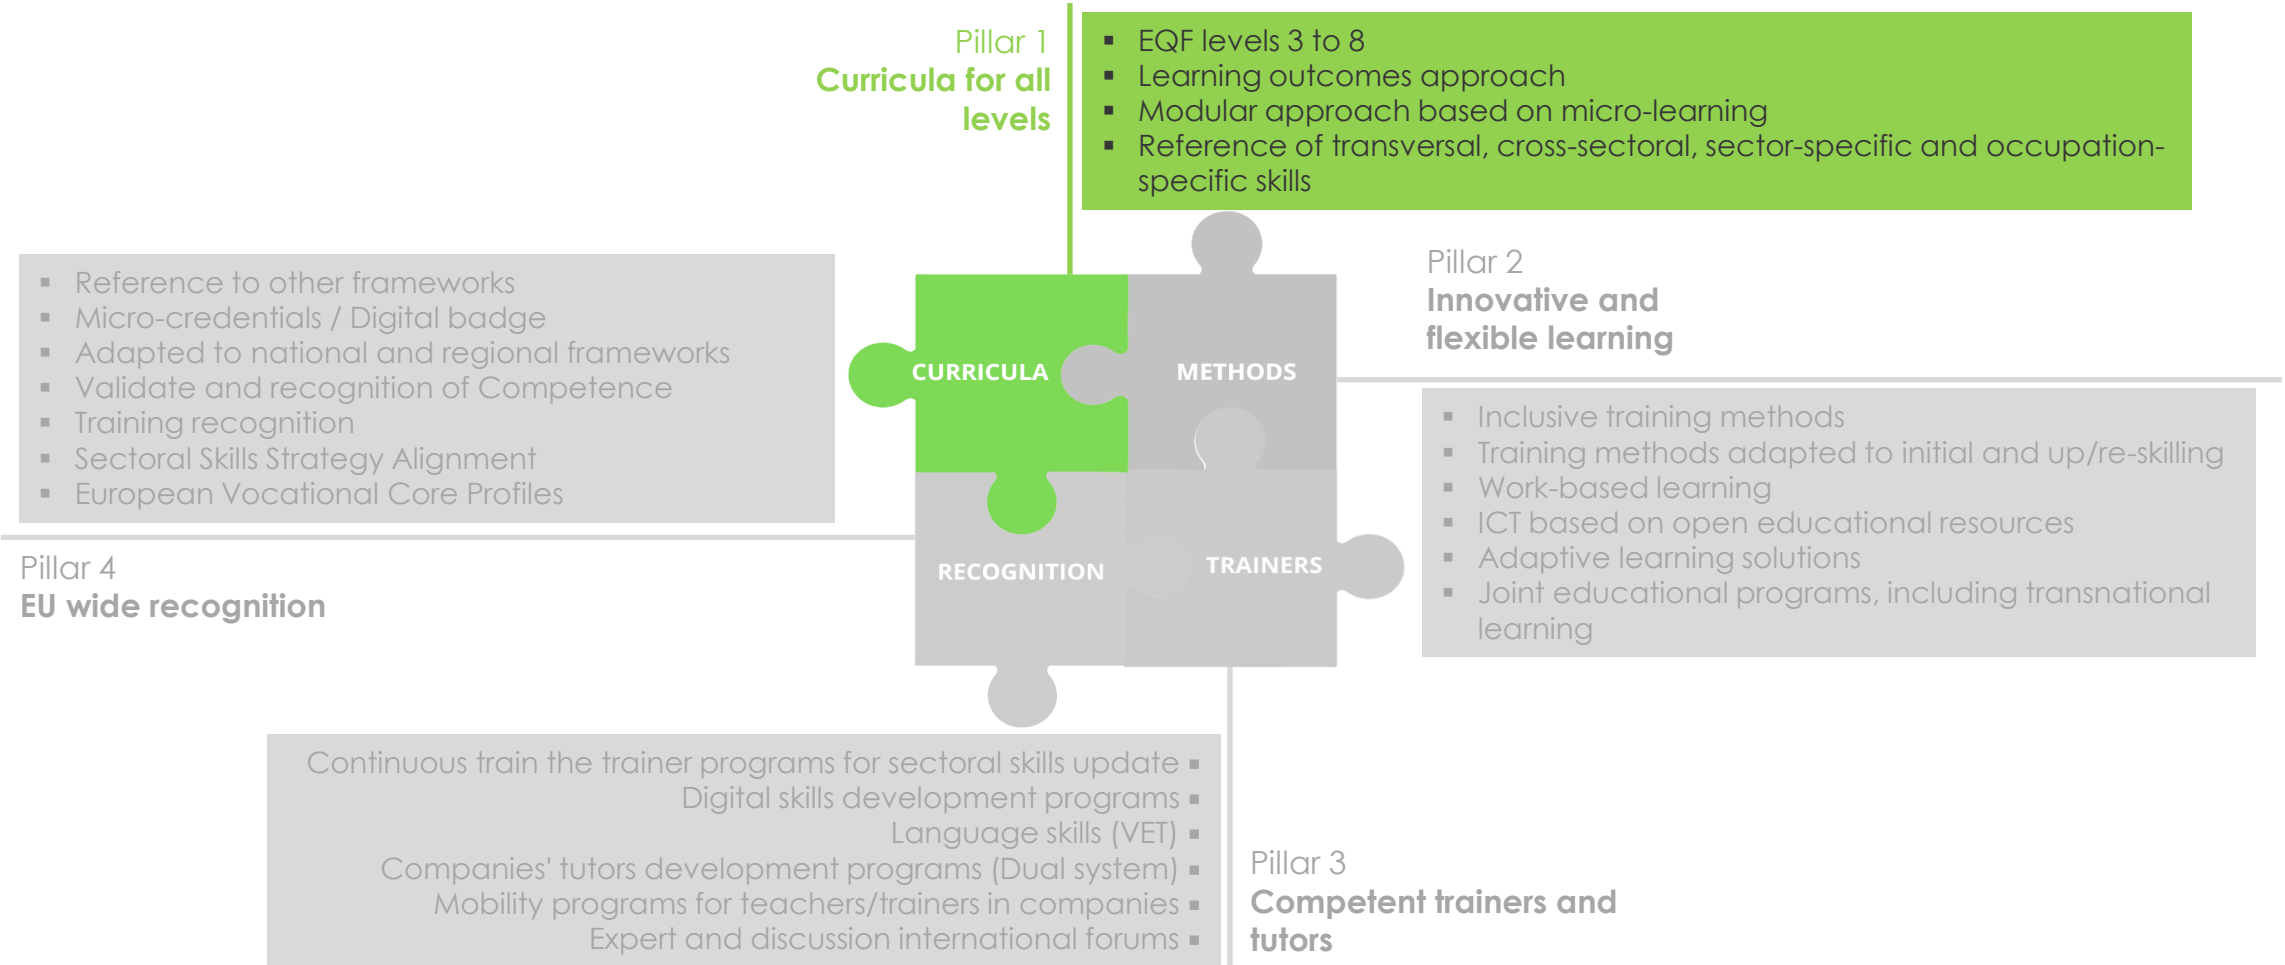 Pillar 1
Curricula for all
levels
▪ EQF levels 3 to 8
▪ Learning outcomes approach
▪ Modular approach based on micro-learning
▪ Reference of transversal, cross-sectoral, sector-specific and occupation-
specific skills
▪ Reference to other frameworks
▪ Micro-credentials / Digital badge
▪ Adapted to national and regional frameworks
▪ Validate and recognition of Competence
▪ Training recognition
▪ Sectoral Skills Strategy Alignment
▪ European Vocational Core Profiles
Pillar 4
EU wide recognition
CURRICULA
METHODS
RECOGNITION
TRAINERS
Pillar 2
Innovative and
flexible learning
▪ Inclusive training methods
▪ Training methods adapted to initial and up/re-skilling
▪ Work-based learning
▪ ICT based on open educational resources
▪ Adaptive learning solutions
▪ Joint educational programs, including transnational
learning
Continuous train the trainer programs for sectoral skills update ▪
Digital skills development programs ▪
Language skills (VET) ▪
Companies' tutors development programs (Dual system) ▪
Mobility programs for teachers/trainers in companies ▪
Expert and discussion international forums ▪
Pillar 3
Competent trainers and
tutors